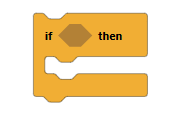 if then